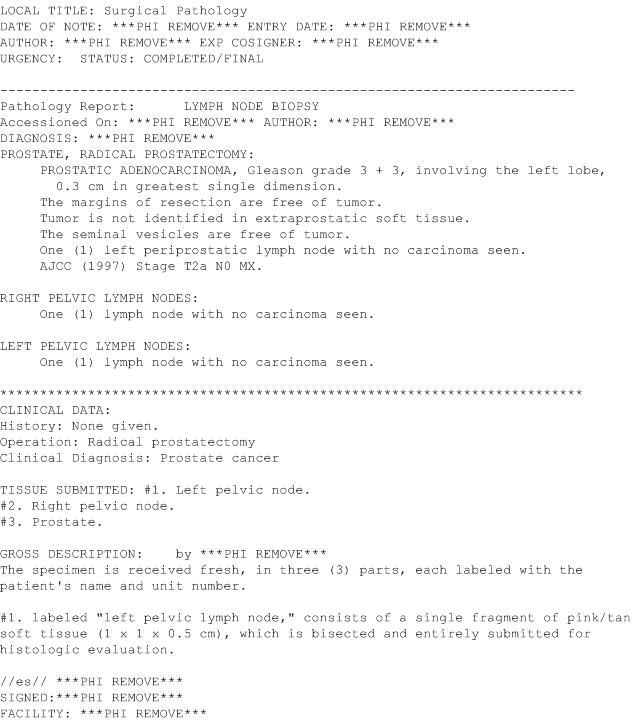 LOCAL TITLE: Surgical Pathology
DATE OF NOTE: ***PHI REMOVE*** ENTRY DATE: ***PHI REMOVE***
AUTHOR: ***PHI REMOVE*** EXP COSIGNER: ***PHI REMOVE***
URGENCY:  STATUS: COMPLETED/FINAL
------------------------------------------------------------------------
Pathology Report:      LYMPH NODE BIOPSY
Accessioned On: ***PHI REMOVE*** AUTHOR: ***PHI REMOVE***
DIAGNOSIS: ***PHI REMOVE***
PROSTATE, RADICAL PROSTATECTOMY:
     PROSTATIC ADENOCARCINOMA, Gleason grade 3 + 3, involving the left lobe,
       0.3 cm in greatest single dimension.
     The margins of resection are free of tumor.
     Tumor is not identified in extraprostatic soft tissue.
     The seminal vesicles are free of tumor.
     One (1) left periprostatic lymph node with no carcinoma seen.
     AJCC (1997) Stage T2a N0 MX.
RIGHT PELVIC LYMPH NODES:
     One (1) lymph node with no carcinoma seen.
LEFT PELVIC LYMPH NODES:
     One (1) lymph node with no carcinoma seen.
*************************************************************************
CLINICAL DATA:
History: None given.
Operation: Radical prostatectomy
Clinical Diagnosis: Prostate cancer
TISSUE SUBMITTED: #1. Left pelvic node.
#2. Right pelvic node.
#3. Prostate.
GROSS DESCRIPTION:    by ***PHI REMOVE***
The specimen is received fresh, in three (3) parts, each labeled with the
patient's name and unit number.
#1. labeled "left pelvic lymph node," consists of a single fragment of pink/tan
soft tissue (1 x 1 x 0.5 cm), which is bisected and entirely submitted for
histologic evaluation.
//es// ***PHI REMOVE***
SIGNED:***PHI REMOVE***
FACILITY: ***PHI REMOVE***